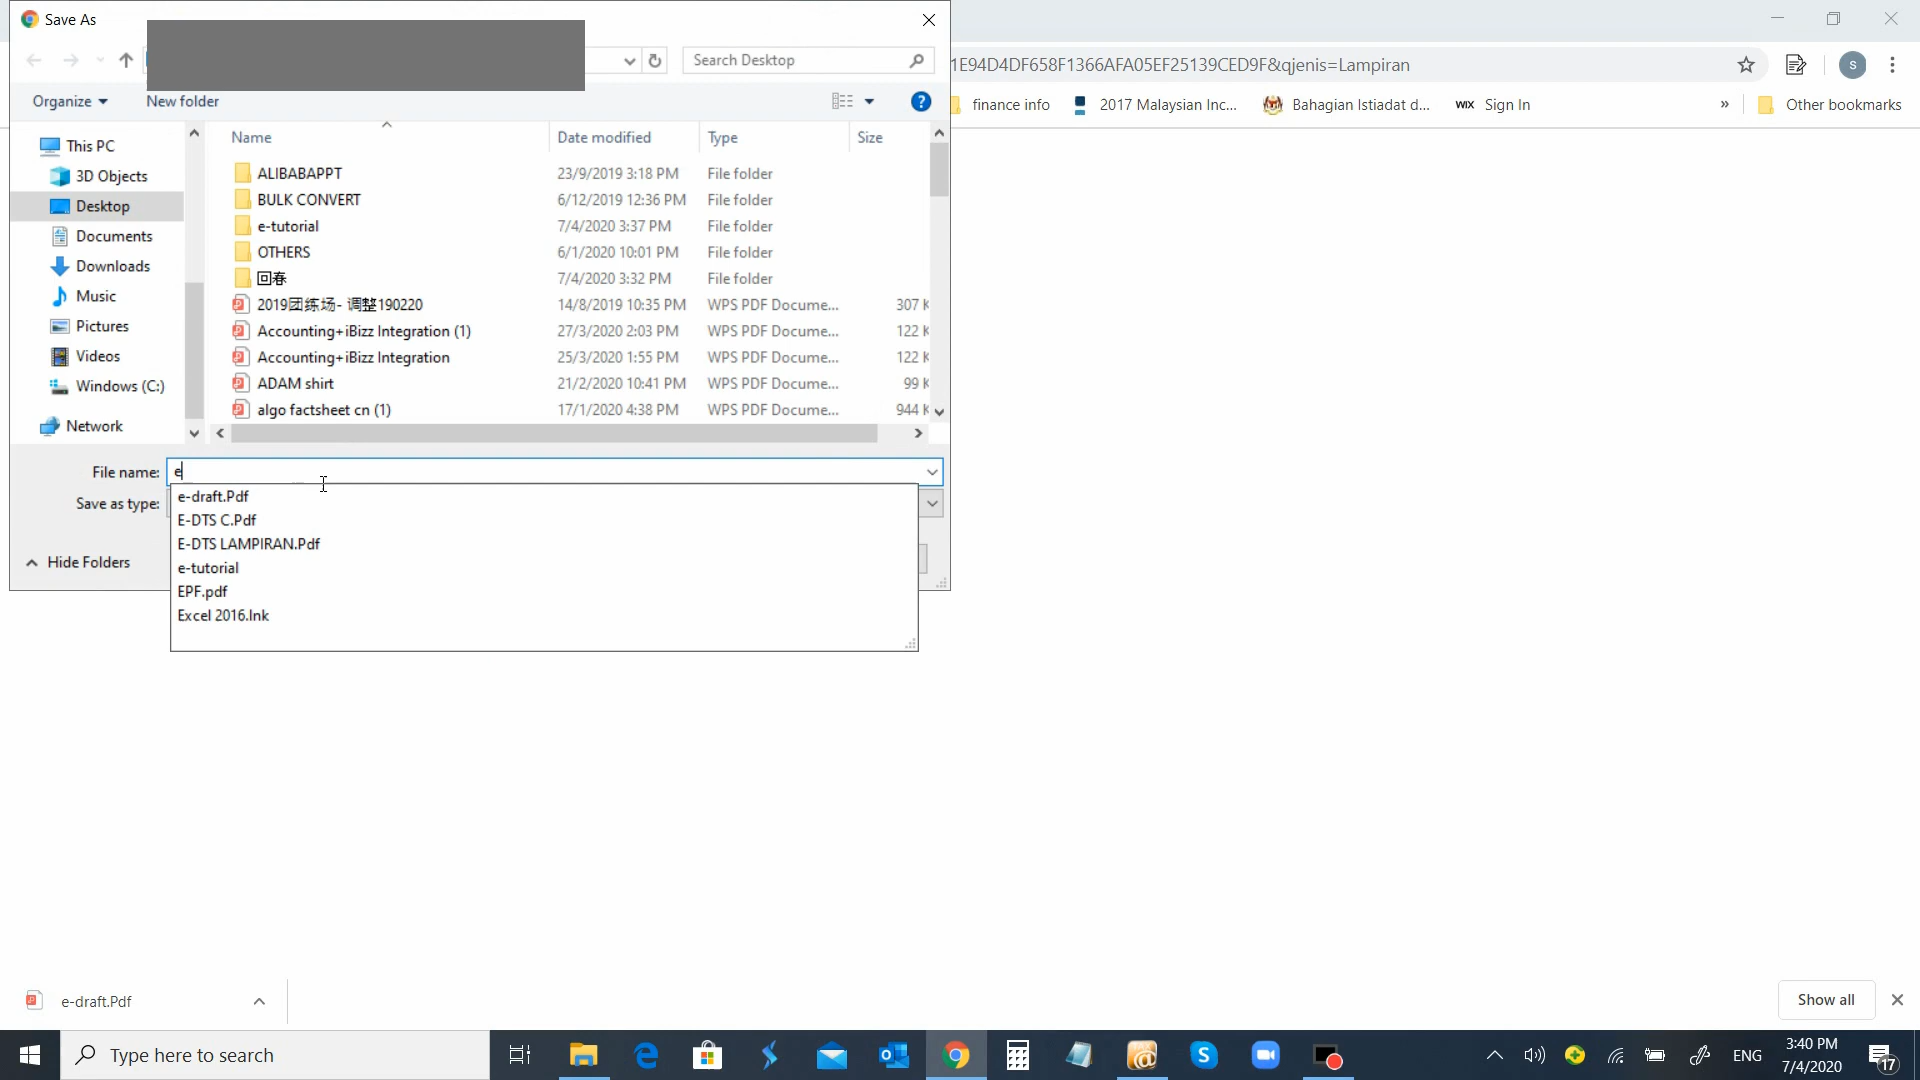 Save As
Search Desktop
1E94D4DF658F1366AFA05EF25139CED9F&qjenis=Lampiran
s
Organize
New folder
?
finance info
2017 Malaysian Inc...
Bahagian Istiadat d...
WIX Sign In
»
Other bookmarks
Name Date modified Type Size
This PC
3D Objects
Desktop
Documents
Downloads
Music
Pictures
Videos
Windows (C:)
Network
ALIBABAPPT 23/9/2019 3:18 PM File folder
BULK CONVERT 6/12/2019 12:36 PM File folder
e-tutorial 7/4/2020 3:37 PM File folder
OTHERS 6/1/2020 10:01 PM File folder
回春 7/4/2020 3:32 PM File folder
2019团练场- 调整190220 14/8/2019 10:35 PM WPS PDF Docume... 307 K
Accounting+iBizz Integration (1) 27/3/2020 2:03 PM WPS PDF Docume... 122 K
Accounting+iBizz Integration 25/3/2020 1:55 PM WPS PDF Docume... 122 K
ADAM shirt 21/2/2020 10:41 PM WPS PDF Docume... 99 K
algo factsheet cn (1) 17/1/2020 4:38 PM WPS PDF Docume... 944 K
File name: e
Save as type:
e-draft.Pdf
E-DTS C.Pdf
E-DTS LAMPIRAN.Pdf
e-tutorial
EPF.pdf
Excel 2016.lnk
Hide Folders
e-draft.Pdf
Show all
Type here to search
ENG
3:40 PM
7/4/2020
17